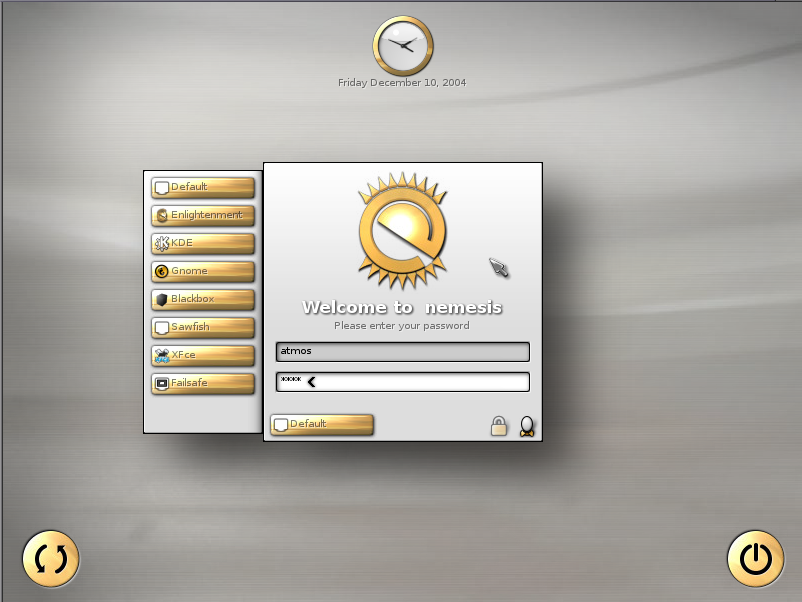 Friday December 10, 2004
Default
Enlightenment
KDE
Gnome
Blackbox
Sawfish
XFce
Failsafe
Welcome to nemesis
Please enter your password
atmos
****
Default